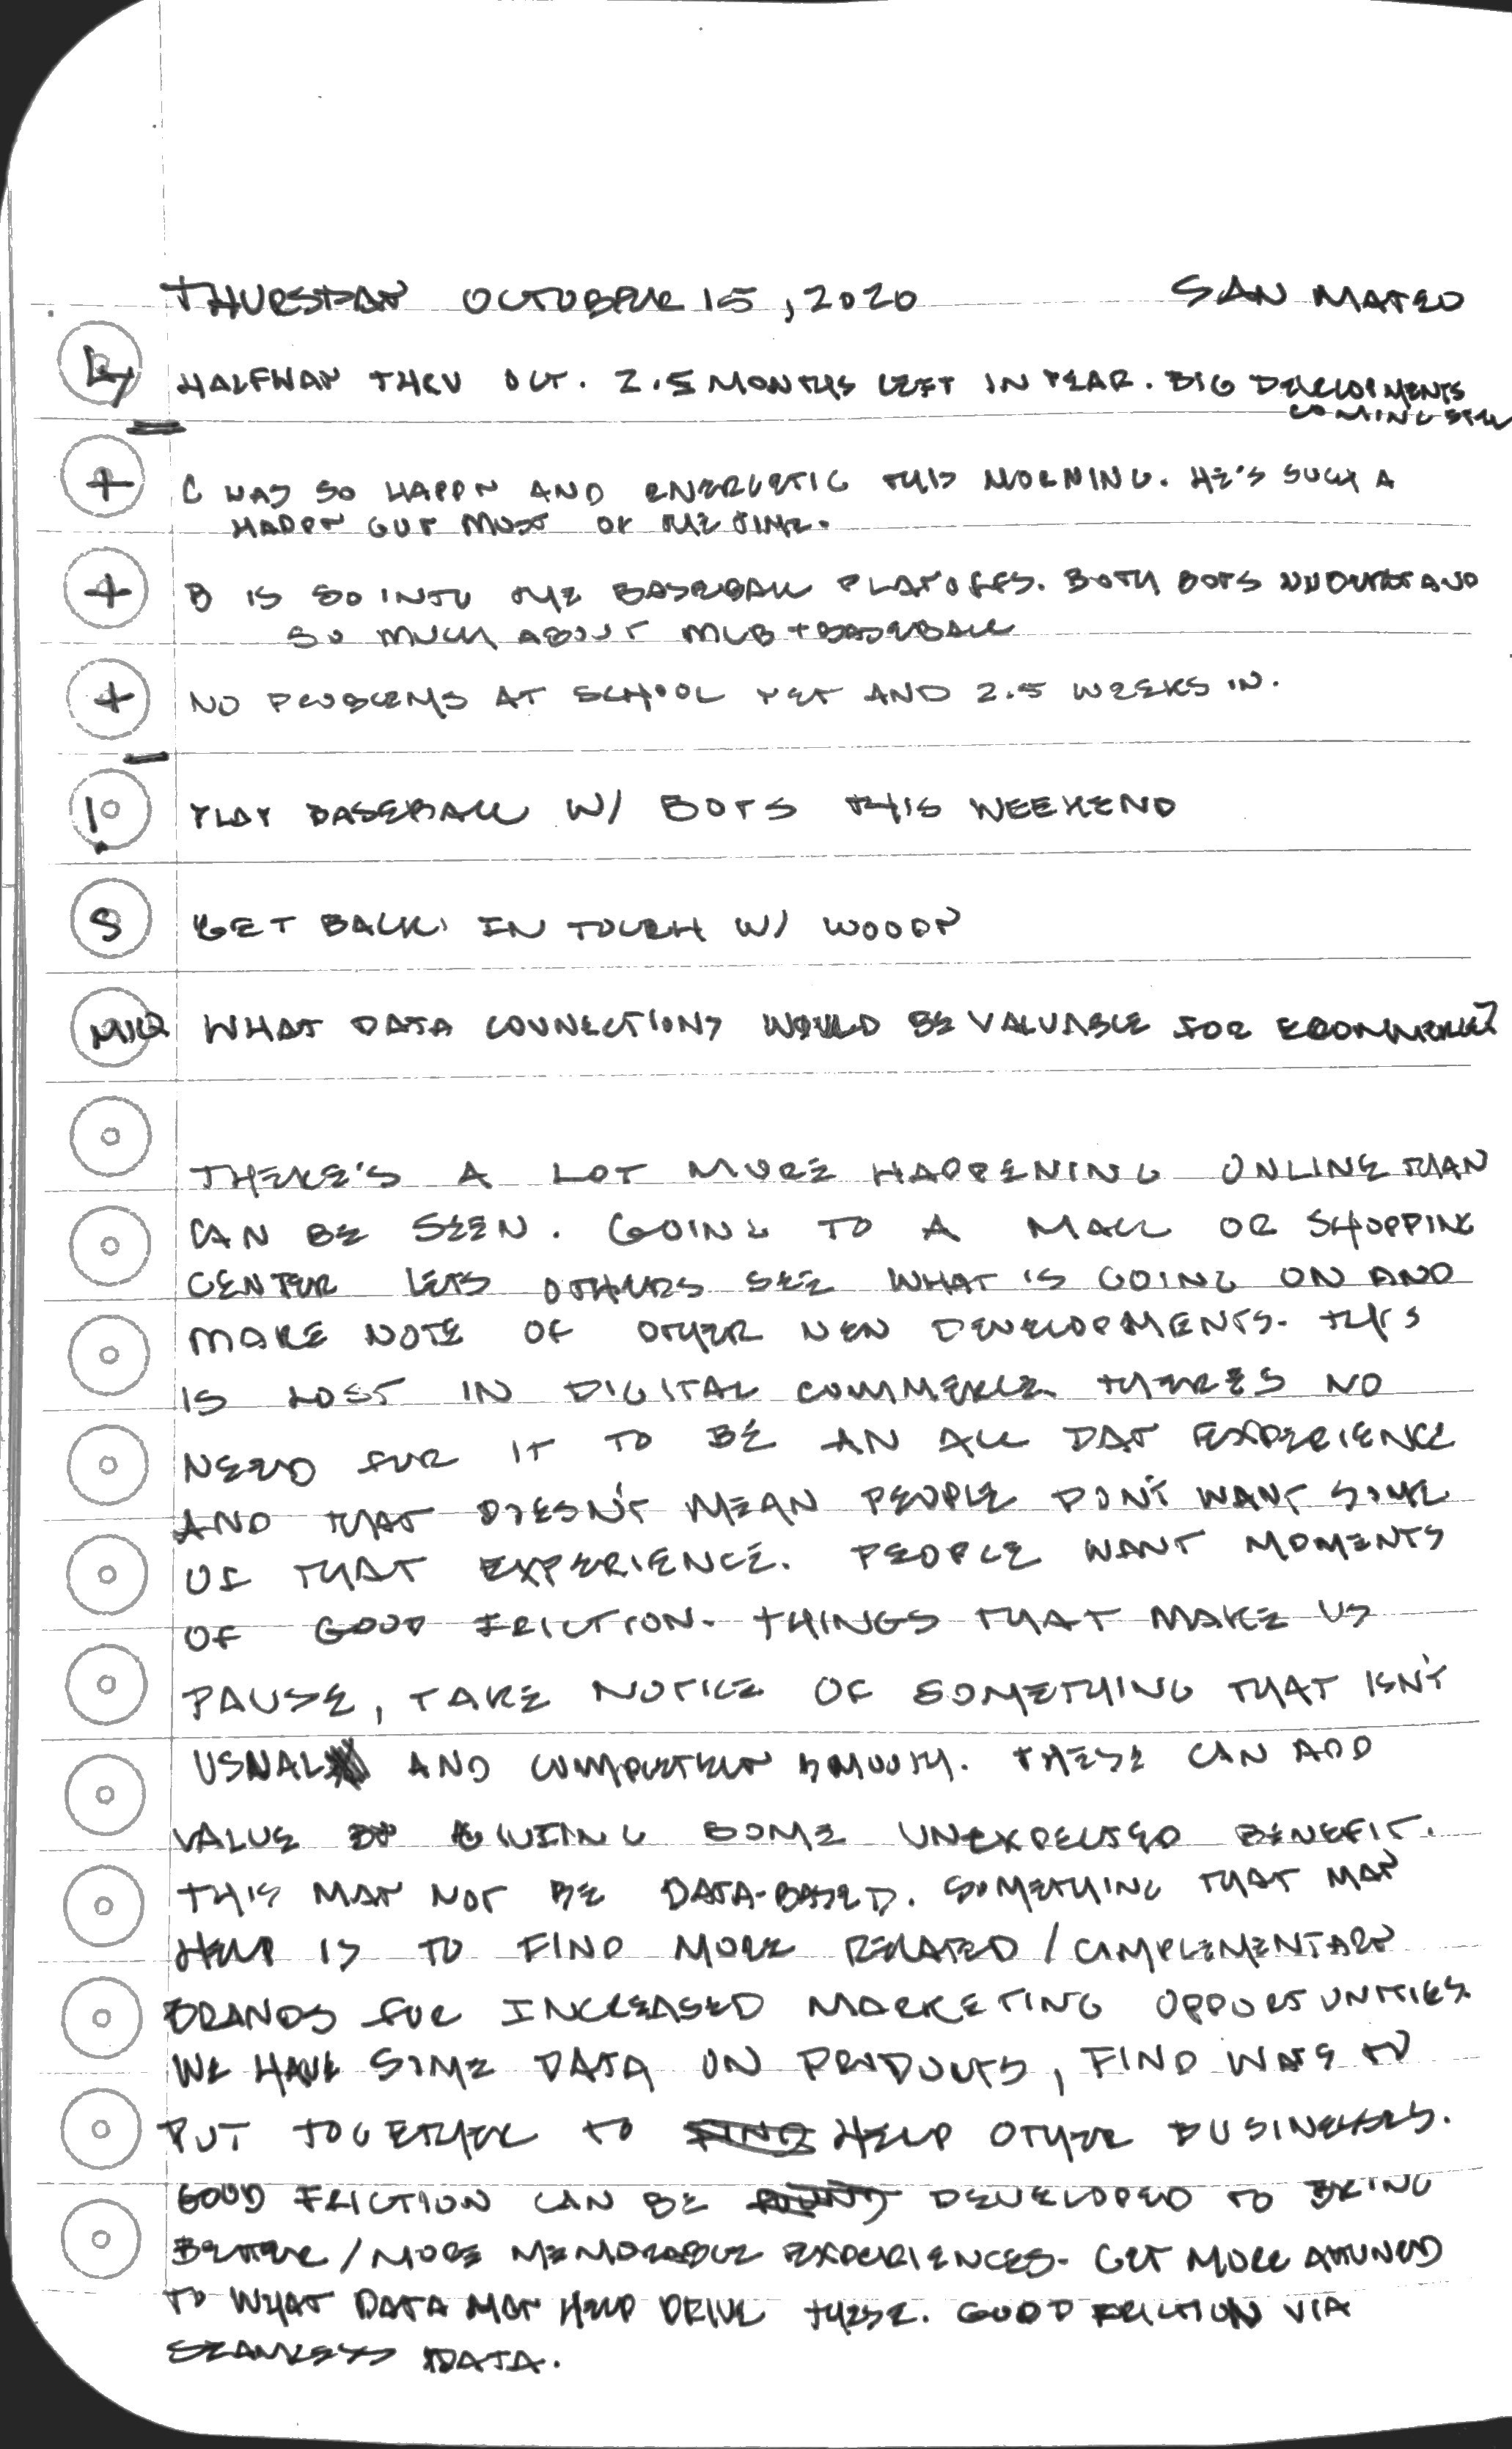 THURSDAY OCTOBER 15, 2020 SAN MATEO
HALFWAY THRU OCT. 2.5 MONTHS LEFT IN YEAR. BIG DEVELOPMENTS
COMING
+ C WAS SO HAPPY AND ENERGETIC THIS MORNING. HE'S SUCH A
HAPPY GUY MOST OF THE TIME.
+ B IS SO INTO THE BASEBALL PLAYOFFS. BOTH BOYS UNDERSTAND
SO MUCH ABOUT MLB + BASEBALL
+ NO PROBLEMS AT SCHOOL YET AND 2.5 WEEKS IN.
! PLAY BASEBALL W/ BOYS THIS WEEKEND
S GET BACK IN TOUCH W/ WOODY
MIQ WHAT DATA CONNECTIONS WOULD BE VALUABLE FOR ECOMMERCE?
THERE'S A LOT MORE HAPPENING ONLINE THAN
CAN BE SEEN. GOING TO A MALL OR SHOPPING
CENTER LETS OTHERS SEE WHAT IS GOING ON AND
MAKE NOTE OF OTHER NEW DEVELOPMENTS. THIS
IS LOST IN DIGITAL COMMERCE. THERE'S NO
NEED FOR IT TO BE AN ALL DAY EXPERIENCE
AND THAT DOESN'T MEAN PEOPLE DON'T WANT SOME
OF THAT EXPERIENCE. PEOPLE WANT MOMENTS
OF GOOD FRICTION. THINGS THAT MAKE US
PAUSE, TAKE NOTICE OF SOMETHING THAT ISN'T
USUAL AND COMPLETELY SMOOTH. THESE CAN ADD
VALUE BY GIVING SOME UNEXPECTED BENEFIT.
THIS MAY NOT BE DATA-BASED. SOMETHING THAT MAY
HELP IS TO FIND MORE RELATED / COMPLEMENTARY
BRANDS FOR INCREASED MARKETING OPPORTUNITIES.
WE HAVE SOME DATA ON PRODUCTS, FIND WAYS TO
PUT TOGETHER TO FIND HELP OTHER BUSINESSES.
GOOD FRICTION CAN BE DEVELOPED TO BRING
BETTER / MORE MEMORABLE EXPERIENCES. GET MORE ATTUNED
TO WHAT DATA MAY HELP DRIVE THESE. GOOD FRICTION VIA
SEAMLESS DATA.